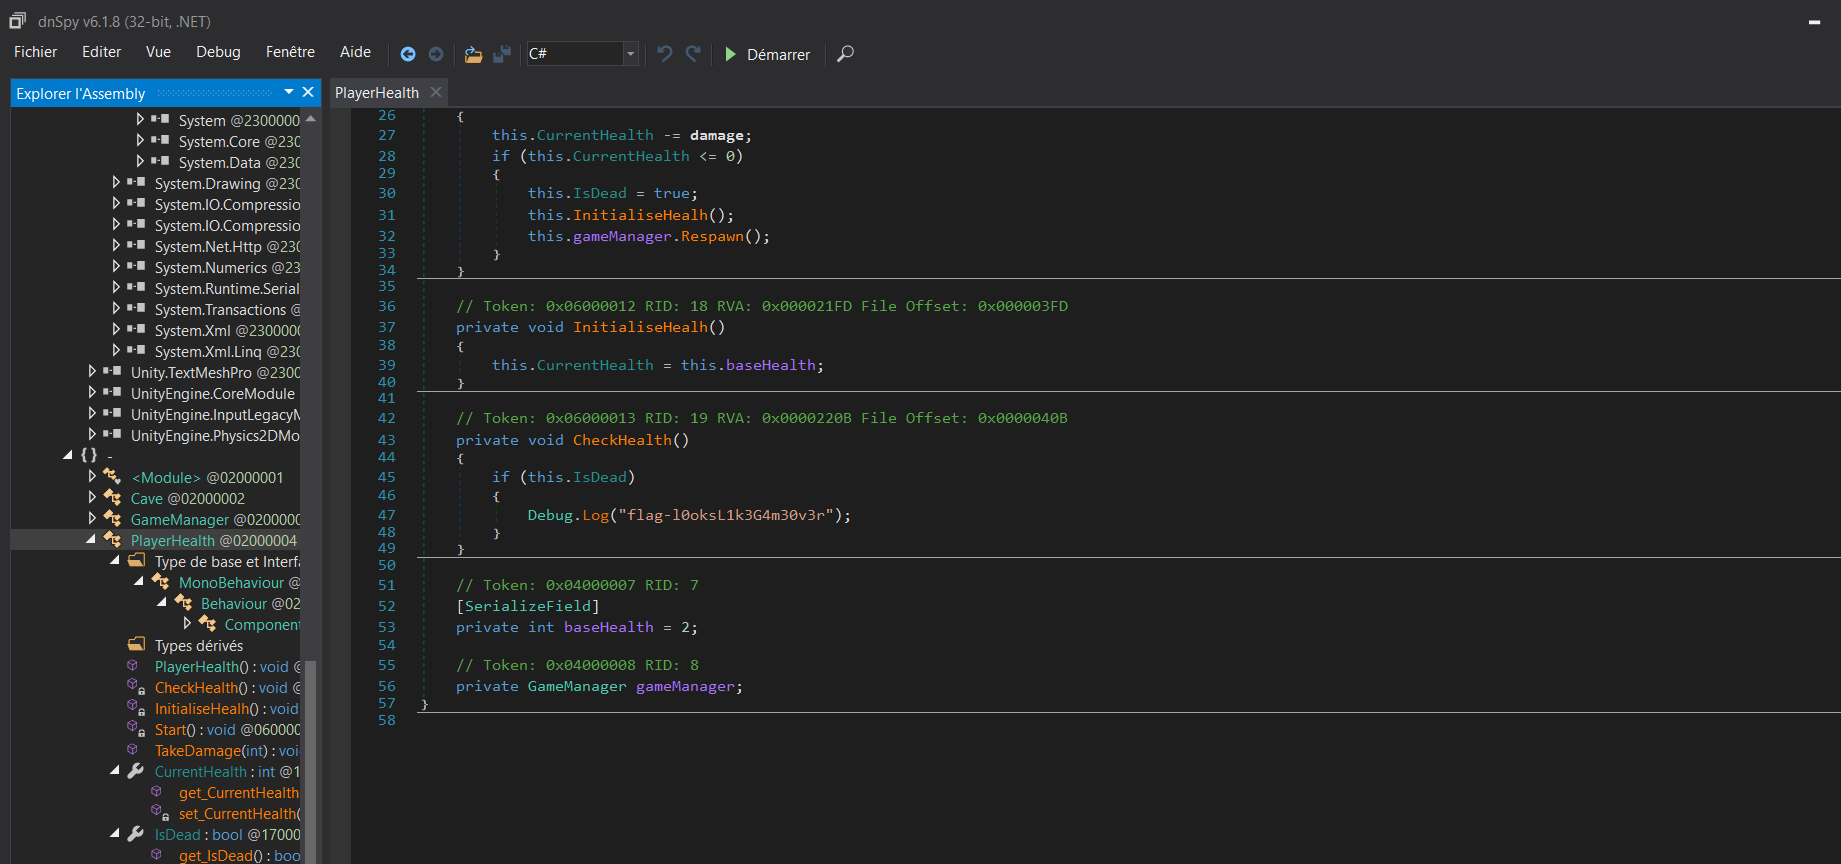 dnSpy v6.1.8 (32-bit, .NET)
Fichier Editer Vue Debug Fenêtre Aide C# Démarrer
Explorer l'Assembly
System @2300000
System.Core @230
System.Data @230
System.Drawing @230
System.IO.Compressio
System.IO.Compressio
System.Net.Http @230
System.Numerics @23
System.Runtime.Serial
System.Transactions @
System.Xml @2300000
System.Xml.Linq @230
Unity.TextMeshPro @2300
UnityEngine.CoreModule
UnityEngine.InputLegacyM
UnityEngine.Physics2DMo
{ } -
<Module> @02000001
Cave @02000002
GameManager @0200000
PlayerHealth @02000004
Type de base et Interfa
MonoBehaviour @
Behaviour @02
Component
Types dérivés
PlayerHealth() : void @
CheckHealth() : void @
InitialiseHealh() : void
Start() : void @060000
TakeDamage(int) : voi
CurrentHealth : int @1
get_CurrentHealth
set_CurrentHealth(
IsDead : bool @17000
get_IsDead() : boo
PlayerHealth
26 {
27 this.CurrentHealth -= damage;
28 if (this.CurrentHealth <= 0)
29 {
30 this.IsDead = true;
31 this.InitialiseHealh();
32 this.gameManager.Respawn();
33 }
34 }
35
36 // Token: 0x06000012 RID: 18 RVA: 0x000021FD File Offset: 0x000003FD
37 private void InitialiseHealh()
38 {
39 this.CurrentHealth = this.baseHealth;
40 }
41
42 // Token: 0x06000013 RID: 19 RVA: 0x0000220B File Offset: 0x0000040B
43 private void CheckHealth()
44 {
45 if (this.IsDead)
46 {
47 Debug.Log("flag-l0oksL1k3G4m30v3r");
48 }
49 }
50
51 // Token: 0x04000007 RID: 7
52 [SerializeField]
53 private int baseHealth = 2;
54
55 // Token: 0x04000008 RID: 8
56 private GameManager gameManager;
57 }
58